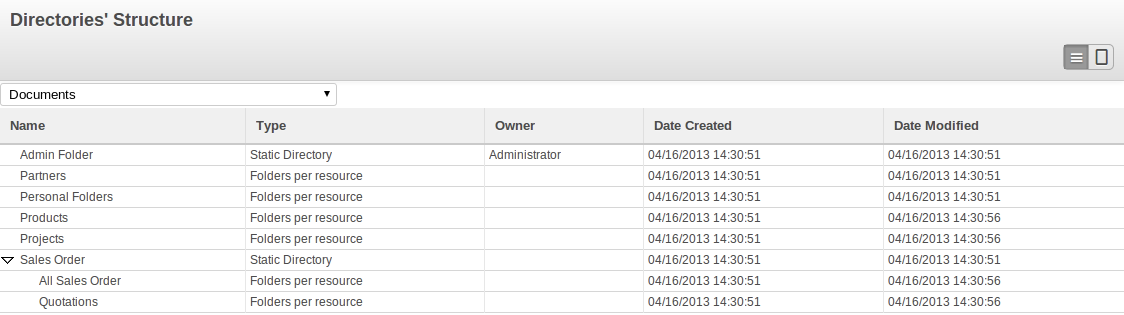 Directories' Structure
Documents
Name Type Owner Date Created Date Modified
Admin Folder Static Directory Administrator 04/16/2013 14:30:51 04/16/2013 14:30:51
Partners Folders per resource 04/16/2013 14:30:51 04/16/2013 14:30:51
Personal Folders Folders per resource 04/16/2013 14:30:51 04/16/2013 14:30:51
Products Folders per resource 04/16/2013 14:30:51 04/16/2013 14:30:56
Projects Folders per resource 04/16/2013 14:30:51 04/16/2013 14:30:56
Sales Order Static Directory 04/16/2013 14:30:51 04/16/2013 14:30:51
All Sales Order Folders per resource 04/16/2013 14:30:51 04/16/2013 14:30:56
Quotations Folders per resource 04/16/2013 14:30:51 04/16/2013 14:30:56